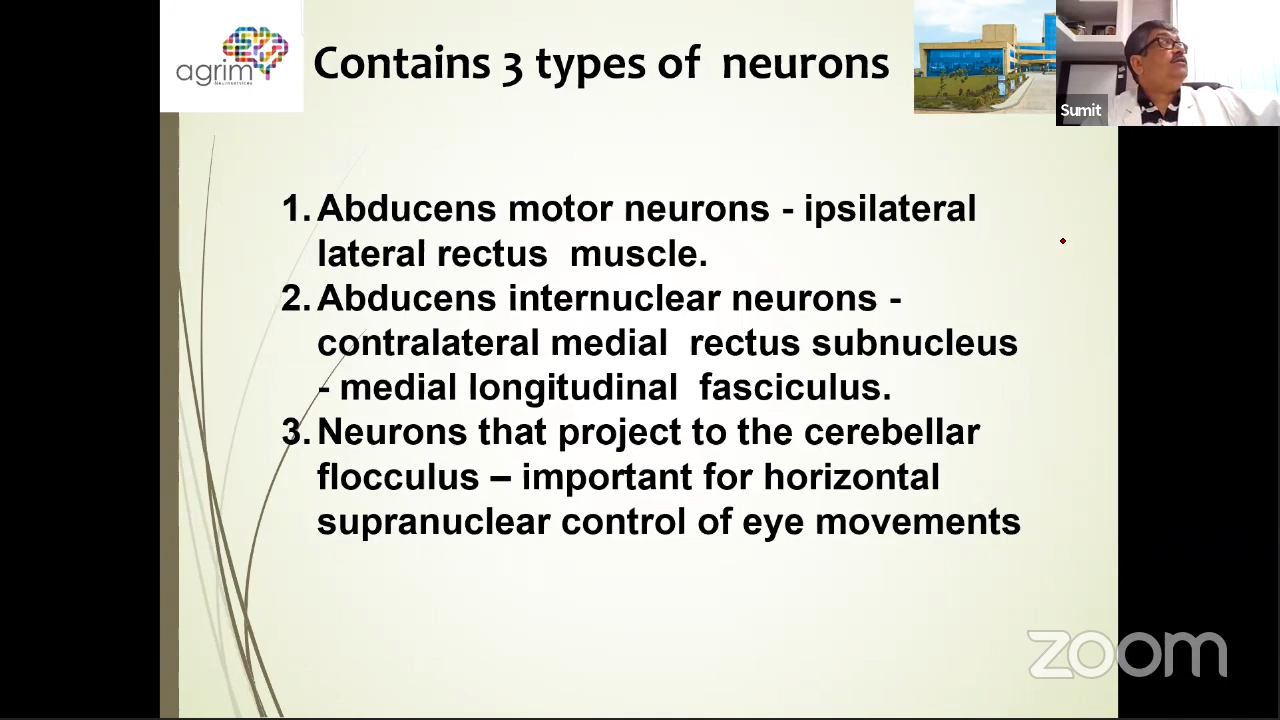 agrim
Contains 3 types of neurons
Sumit
1. Abducens motor neurons - ipsilateral
lateral rectus muscle.
2. Abducens internuclear neurons -
contralateral medial rectus subnucleus
- medial longitudinal fasciculus.
3. Neurons that project to the cerebellar
flocculus – important for horizontal
supranuclear control of eye movements
zoom